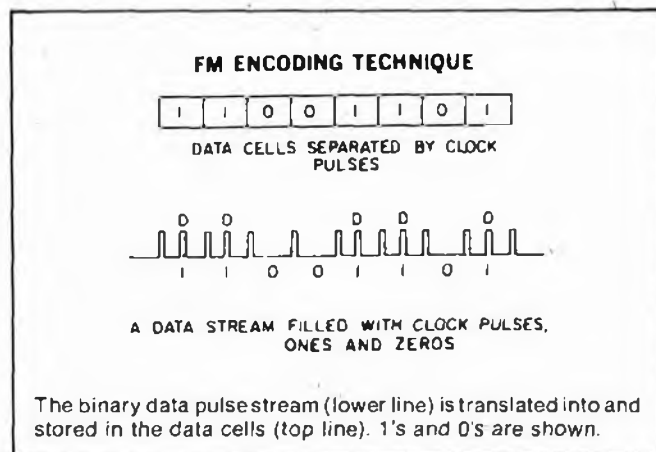 FM ENCODING TECHNIQUE
1 1 0 0 1 1 0 1
DATA CELLS SEPARATED BY CLOCK
PULSES
D D D D D
1 1 0 0 1 1 0 1
A DATA STREAM FILLED WITH CLOCK PULSES,
ONES AND ZEROS
The binary data pulse stream (lower line) is translated into and
stored in the data cells (top line). 1's and 0's are shown.